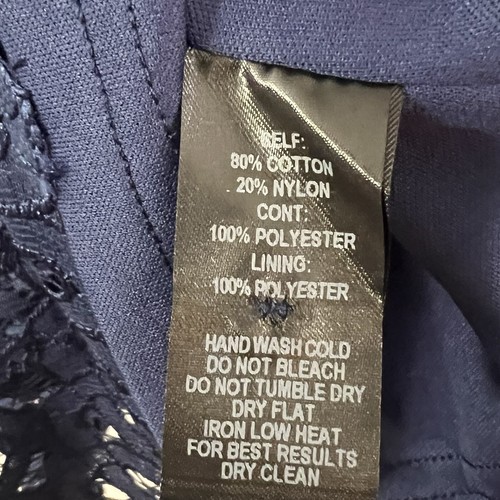 SELF:
80% COTTON
20% NYLON
CONT:
100% POLYESTER
LINING:
100% POLYESTER
HAND WASH COLD
DO NOT BLEACH
DO NOT TUMBLE DRY
DRY FLAT
IRON LOW HEAT
FOR BEST RESULTS
DRY CLEAN